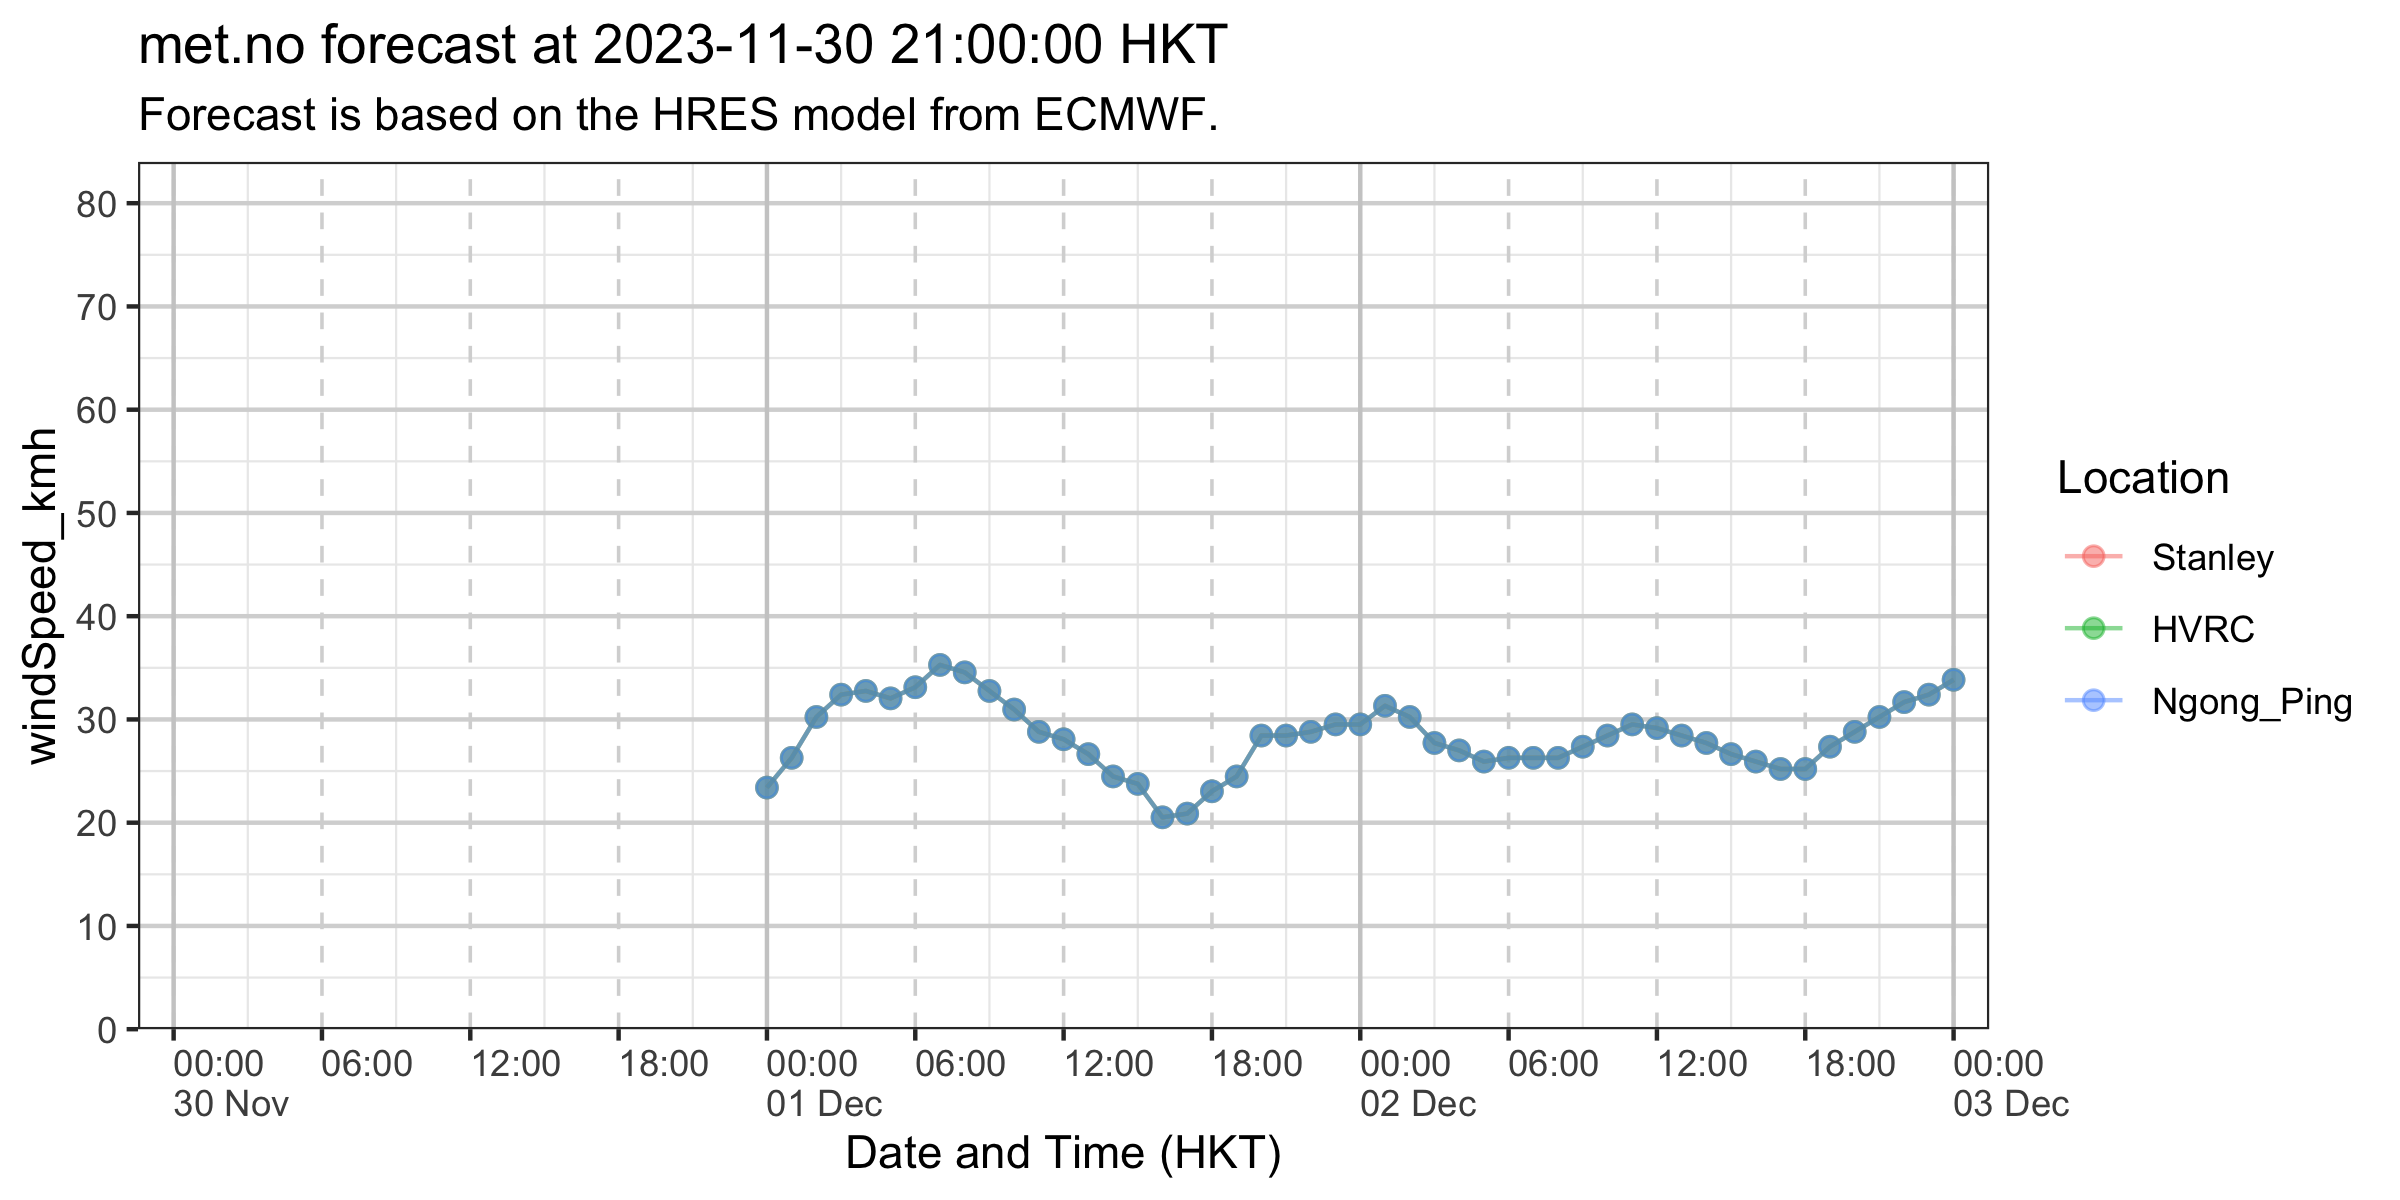 met.no forecast at 2023-11-30 21:00:00 HKT
Forecast is based on the HRES model from ECMWF.
windSpeed_kmh
80
70
60
50
40
30
20
10
0
00:00 06:00 12:00 18:00 00:00 06:00 12:00 18:00 00:00 06:00 12:00 18:00 00:00
30 Nov 01 Dec 02 Dec 03 Dec
Date and Time (HKT)
Location
Stanley
HVRC
Ngong_Ping